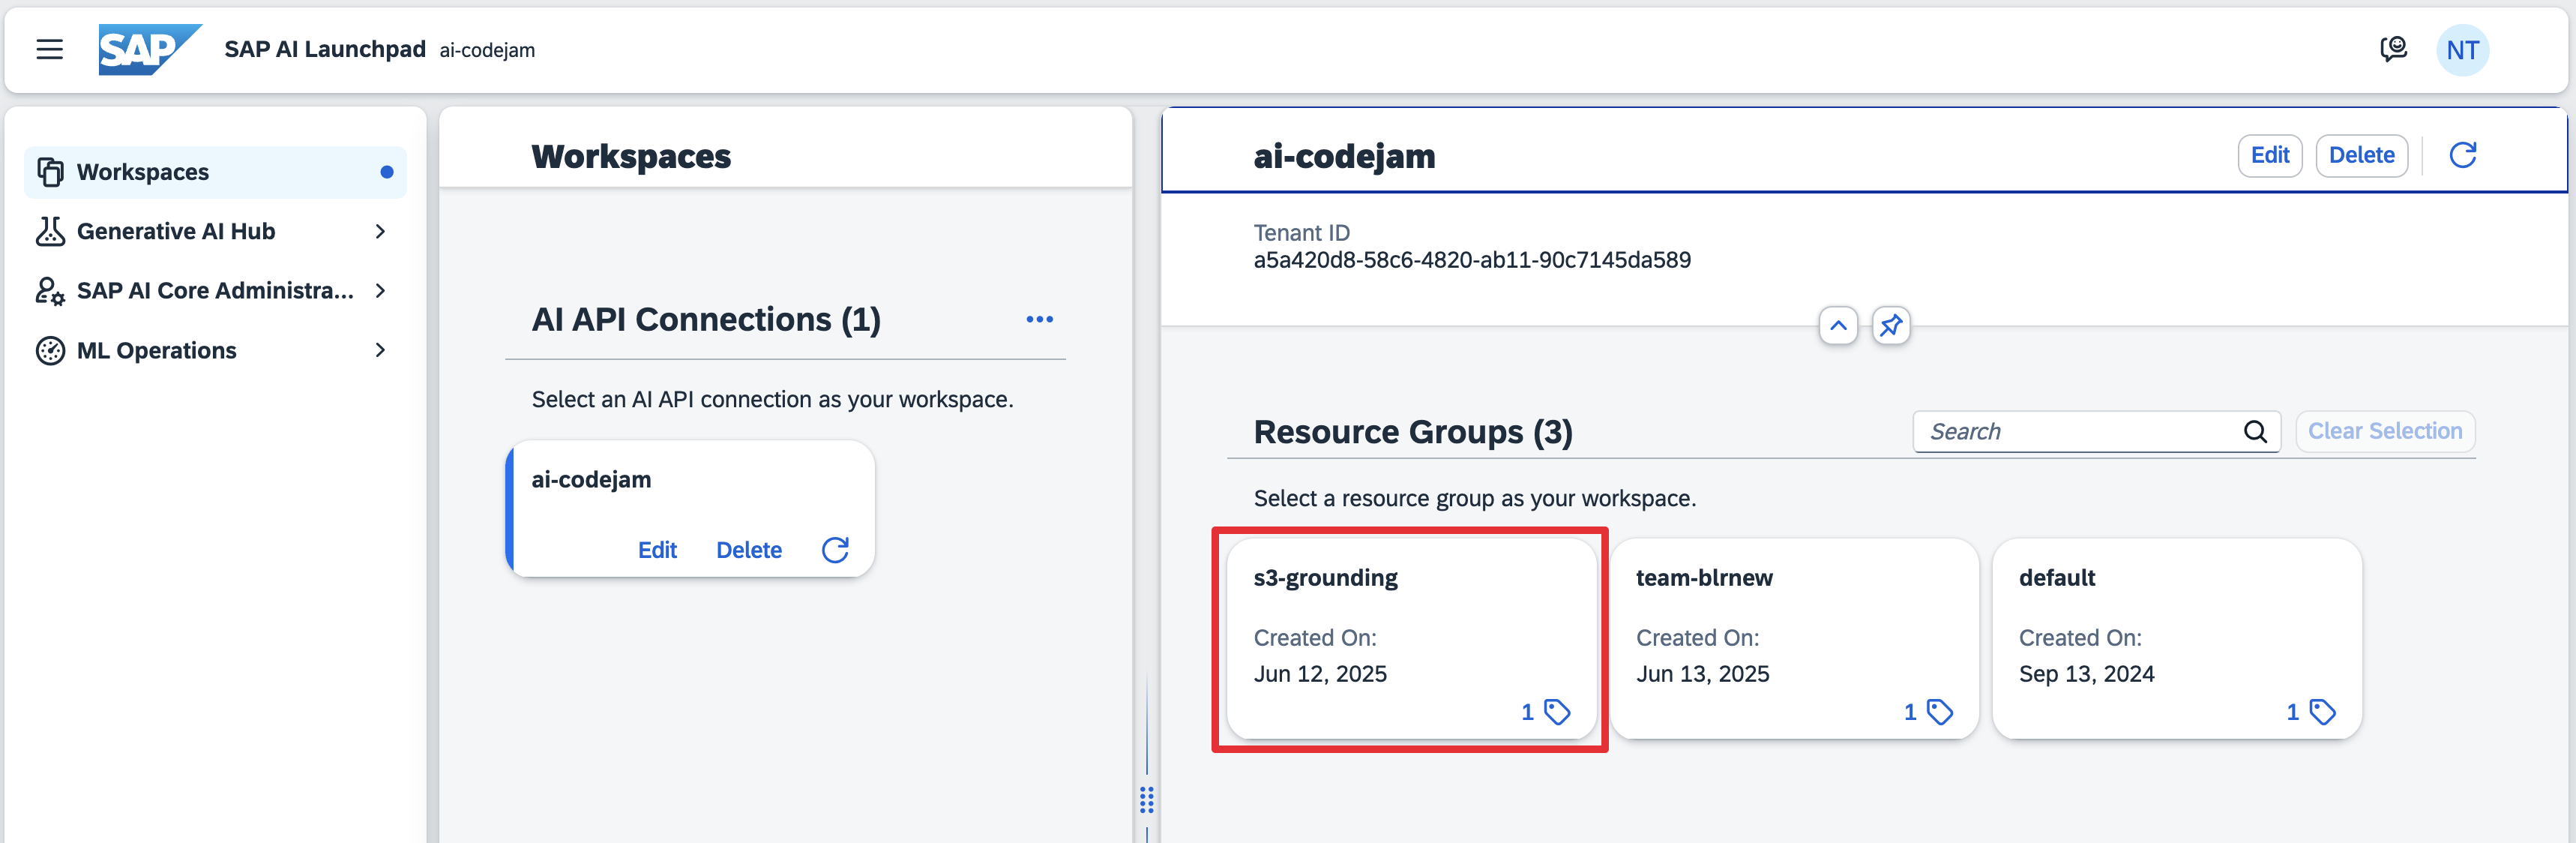 SAP
SAP AI Launchpad ai-codejam
NT
Workspaces
Generative AI Hub
SAP AI Core Administra...
ML Operations
Workspaces
AI API Connections (1)
Select an AI API connection as your workspace.
ai-codejam
Edit Delete
ai-codejam
Edit Delete
Tenant ID
a5a420d8-58c6-4820-ab11-90c7145da589
Resource Groups (3)
Search
Clear Selection
Select a resource group as your workspace.
s3-grounding
Created On:
Jun 12, 2025
1
team-blrnew
Created On:
Jun 13, 2025
1
default
Created On:
Sep 13, 2024
1